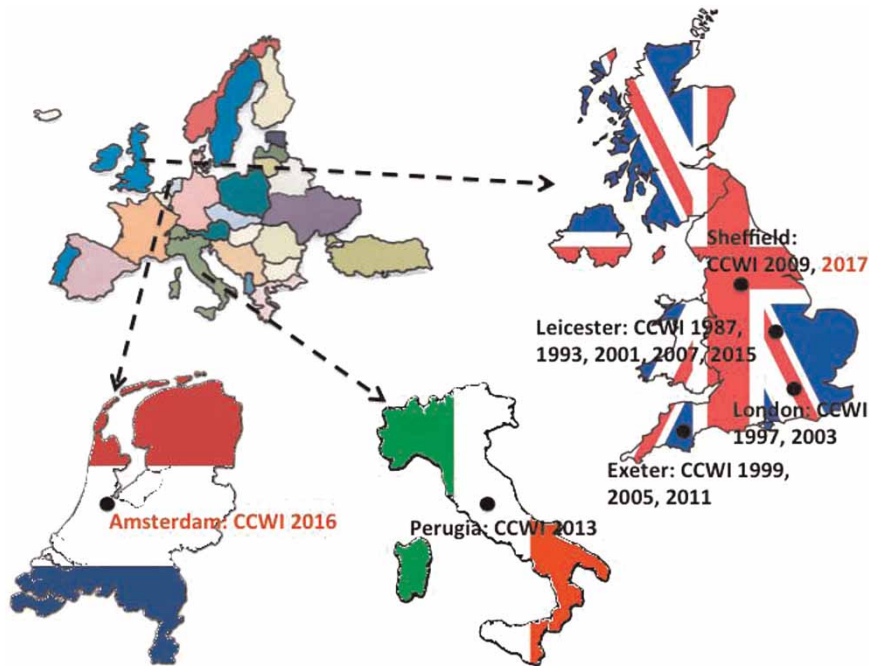 Sheffield:
CCWI 2009, 2017
Leicester: CCWI 1987,
1993, 2001, 2007, 2015
London: CCWI
1997, 2003
Exeter: CCWI 1999,
2005, 2011
Amsterdam: CCWI 2016
Perugia: CCWI 2013